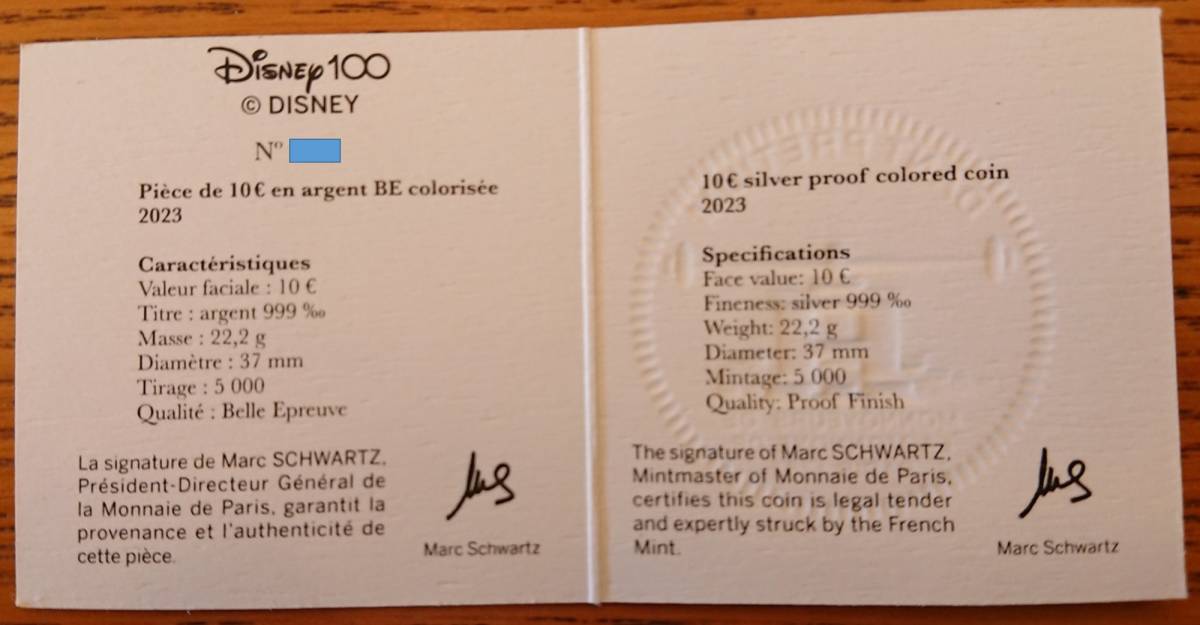 Disney 100
© DISNEY
N°
Pièce de 10 € en argent BE colorisée
2023
Caractéristiques
Valeur faciale : 10 €
Titre : argent 999 ‰
Masse : 22,2 g
Diamètre : 37 mm
Tirage : 5 000
Qualité : Belle Epreuve
La signature de Marc SCHWARTZ,
Président-Directeur Général de
la Monnaie de Paris, garantit la
provenance et l'authenticité de
cette pièce.
Marc Schwartz
10 € silver proof colored coin
2023
Specifications
Face value: 10 €
Fineness: silver 999 ‰
Weight: 22,2 g
Diameter: 37 mm
Mintage: 5 000
Quality: Proof Finish
The signature of Marc SCHWARTZ,
Mintmaster of Monnaie de Paris,
certifies this coin is legal tender
and expertly struck by the French
Mint.
Marc Schwartz